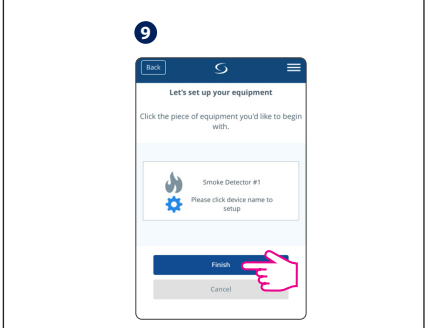 9
Back
Let's set up your equipment
Click the piece of equipment you'd like to begin
with.
Smoke Detector #1
Please click device name to
setup
Finish
Cancel